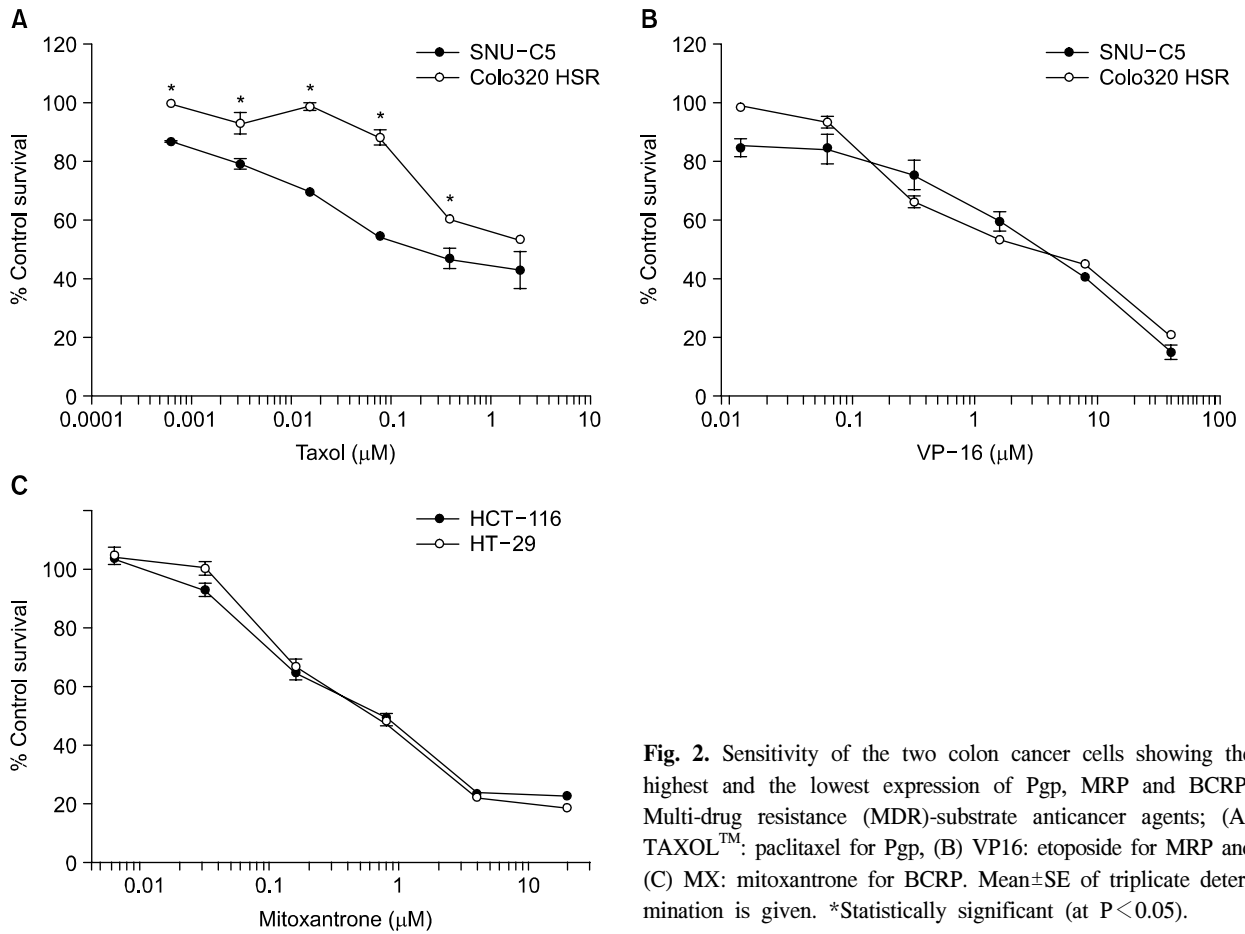 A
120
100
80
60
40
20
0
% Control survival
SNU-C5
Colo320 HSR
* * * * *
0.0001 0.001 0.01 0.1 1 10
Taxol (μM)
B
120
100
80
60
40
20
0
% Control survival
SNU-C5
Colo320 HSR
0.01 0.1 1 10 100
VP-16 (μM)
C
100
80
60
40
20
0
% Control survival
HCT-116
HT-29
0.01 0.1 1 10
Mitoxantrone (μM)
Fig. 2. Sensitivity of the two colon cancer cells showing the
highest and the lowest expression of Pgp, MRP and BCRP
Multi-drug resistance (MDR)-substrate anticancer agents; (A
TAXOL™: paclitaxel for Pgp, (B) VP16: etoposide for MRP and
(C) MX: mitoxantrone for BCRP. Mean±SE of triplicate deter-
mination is given. *Statistically significant (at P<0.05).